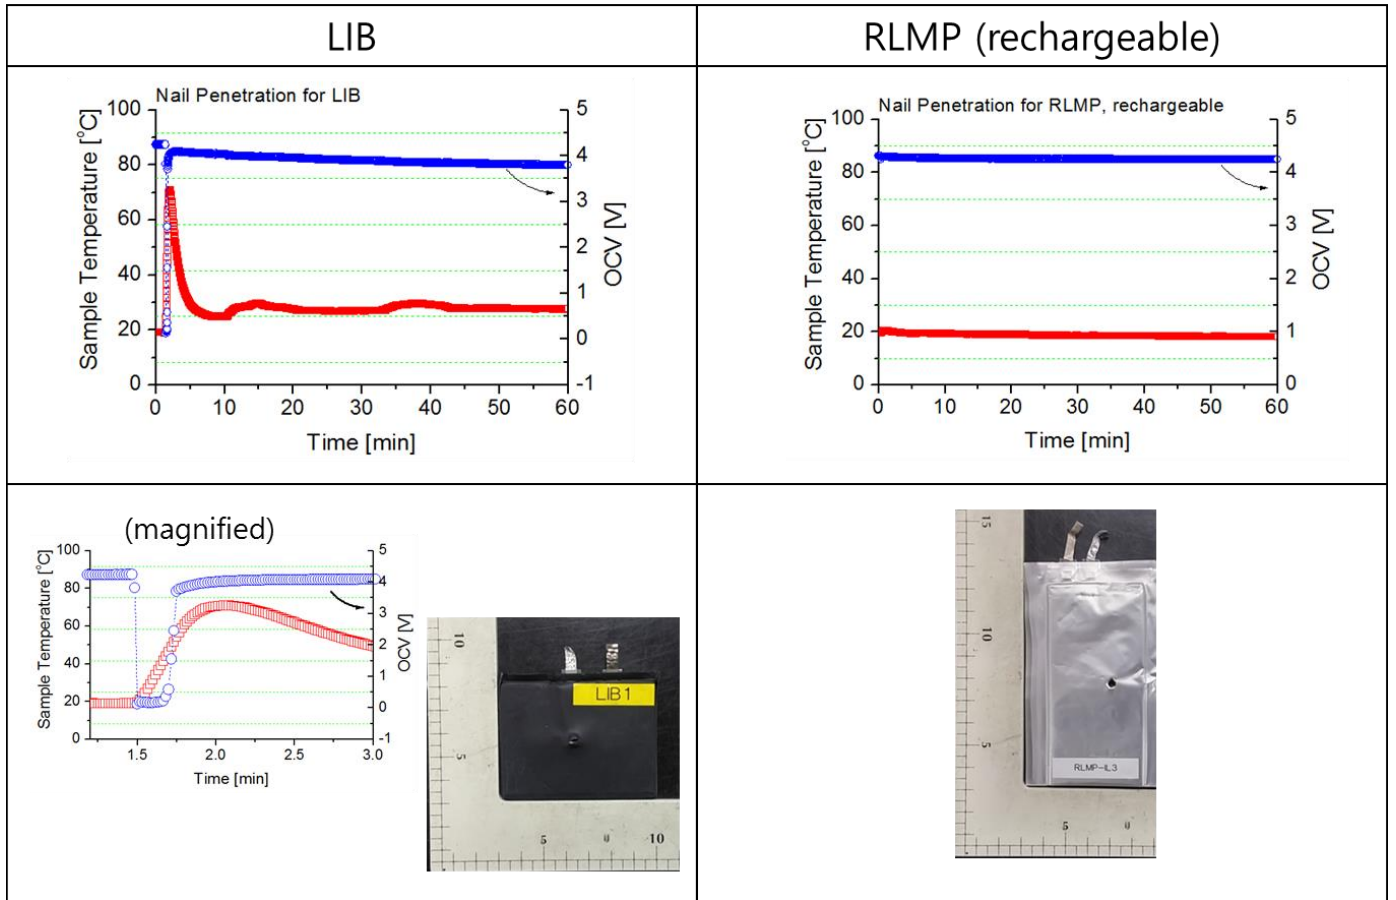 LIB
RLMP (rechargeable)
Nail Penetration for LIB
Sample Temperature [°C]
100
80
60
40
20
0
5
4
3
2
1
0
-1
OCV [V]
0 10 20 30 40 50 60
Time [min]
Nail Penetration for RLMP, rechargeable
Sample Temperature [°C]
100
80
60
40
20
0
5
4
3
2
1
0
OCV [V]
0 10 20 30 40 50 60
Time [min]
(magnified)
Sample Temperature [°C]
100
80
60
40
20
0
5
4
3
2
1
0
-1
OCV [V]
1.5 2.0 2.5 3.0
Time [min]
10
5
LIB 1
5 10
15
10
5
RLMP-IL3
5